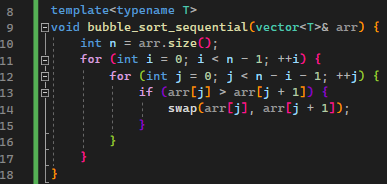 8 template<typename T>
9 void bubble_sort_sequential(vector<T>& arr) {
10     int n = arr.size();
11     for (int i = 0; i < n - 1; ++i) {
12         for (int j = 0; j < n - i - 1; ++j) {
13             if (arr[j] > arr[j + 1]) {
14                 swap(arr[j], arr[j + 1]);
15             }
16         }
17     }
18 }